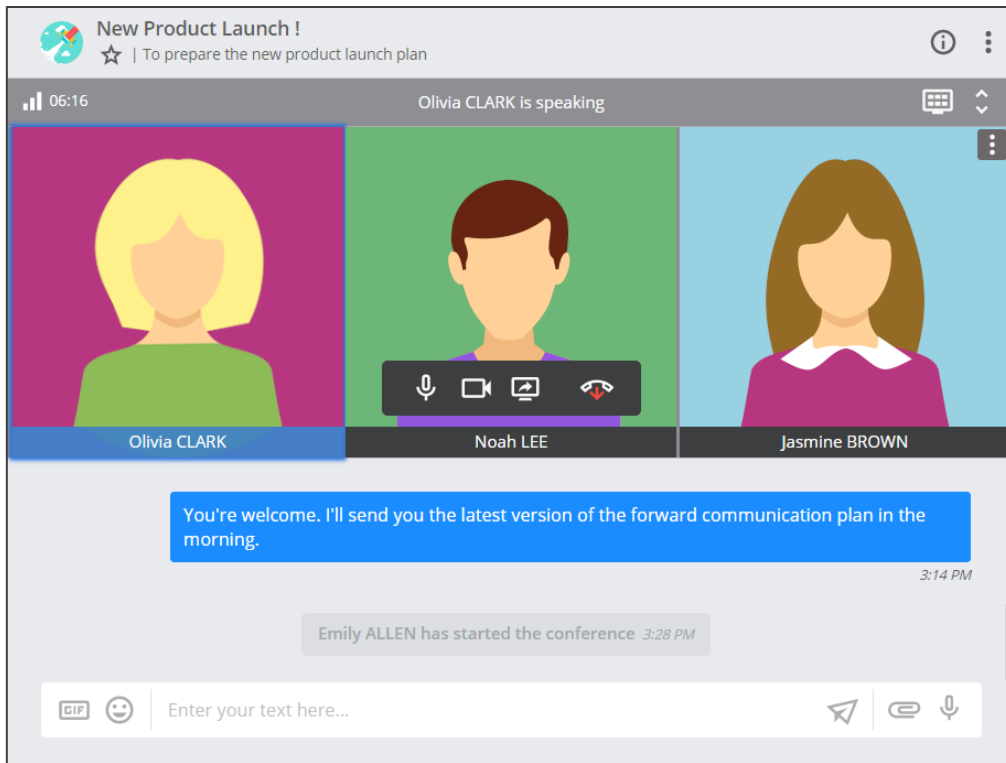 New Product Launch !
| To prepare the new product launch plan
06:16
Olivia CLARK is speaking
Olivia CLARK
Noah LEE
Jasmine BROWN
You're welcome. I'll send you the latest version of the forward communication plan in the
morning.
3:14 PM
Emily ALLEN has started the conference 3:28 PM
GIF
Enter your text here...